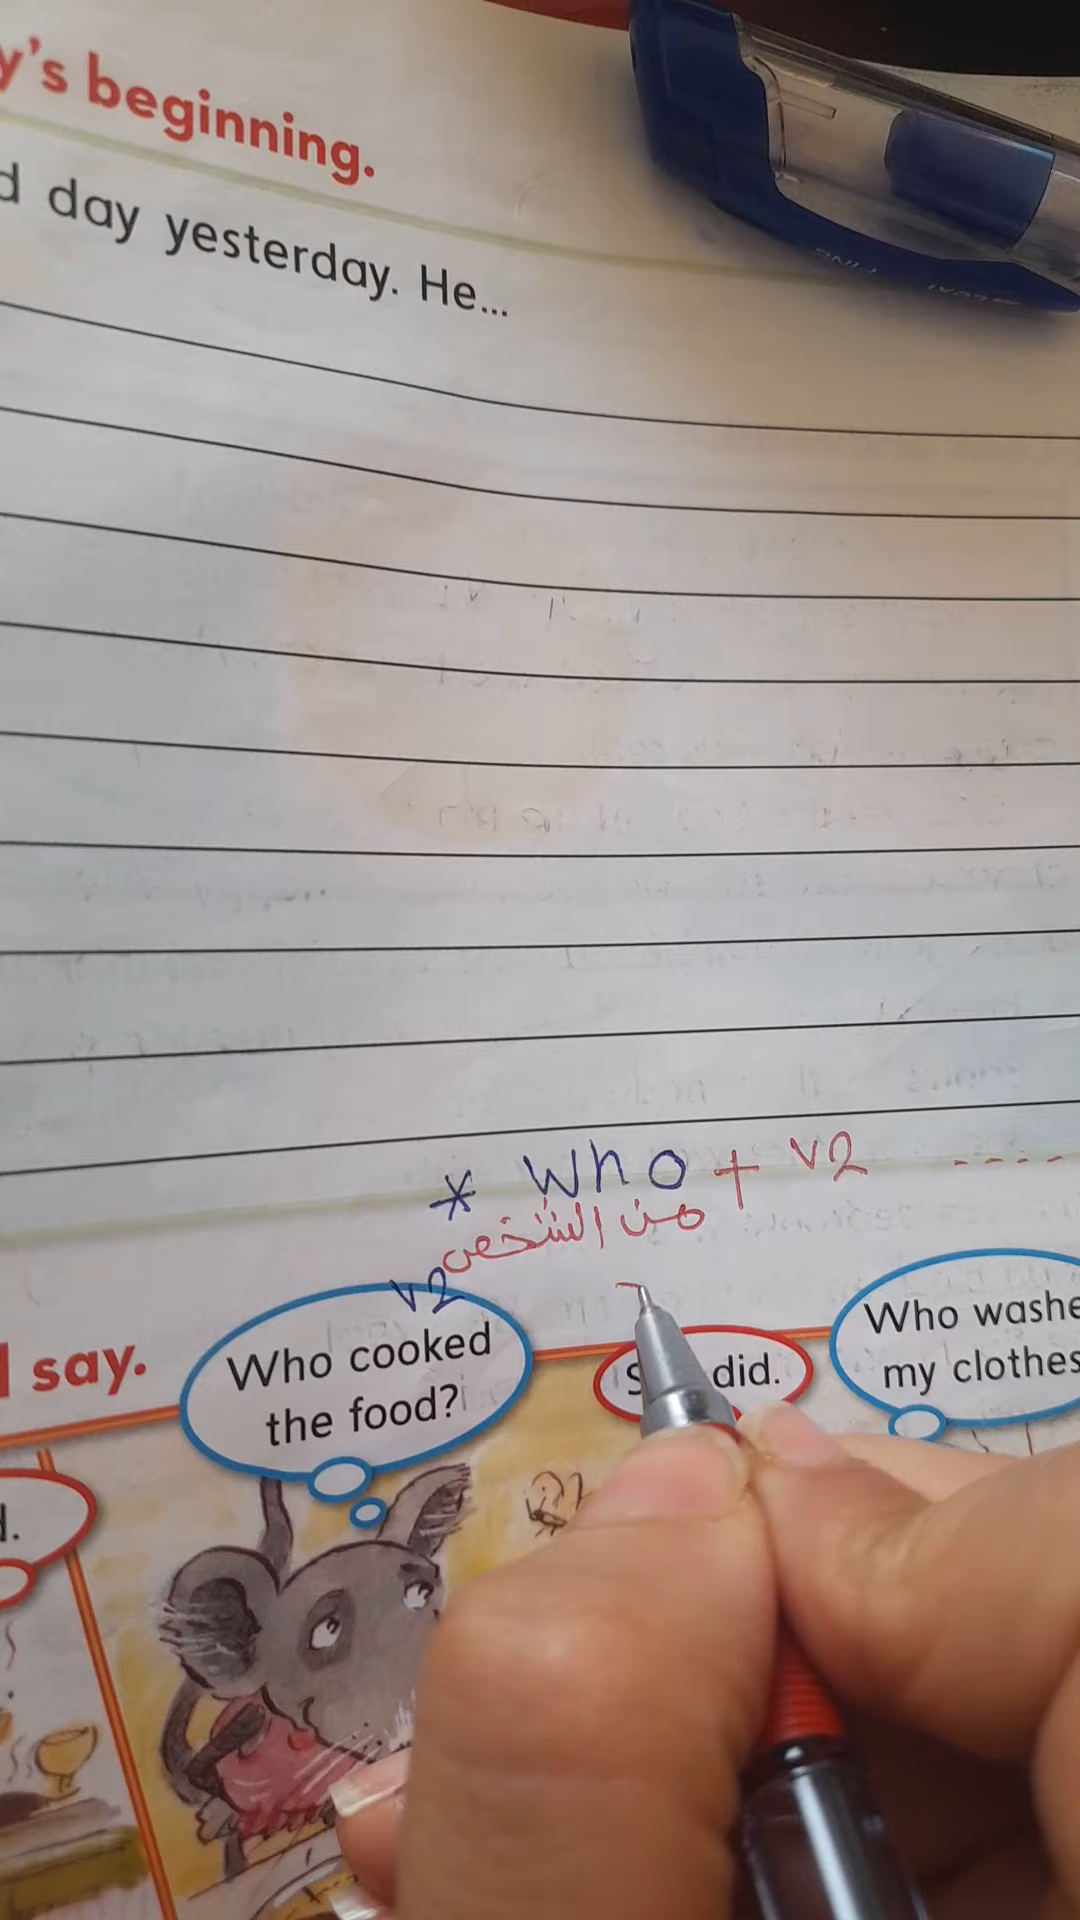 y's beginning.
d day yesterday. He...
* Who + v2 ----
من الشخص
v2
say.
Who cooked
the food?
did.
Who washe
my clothes